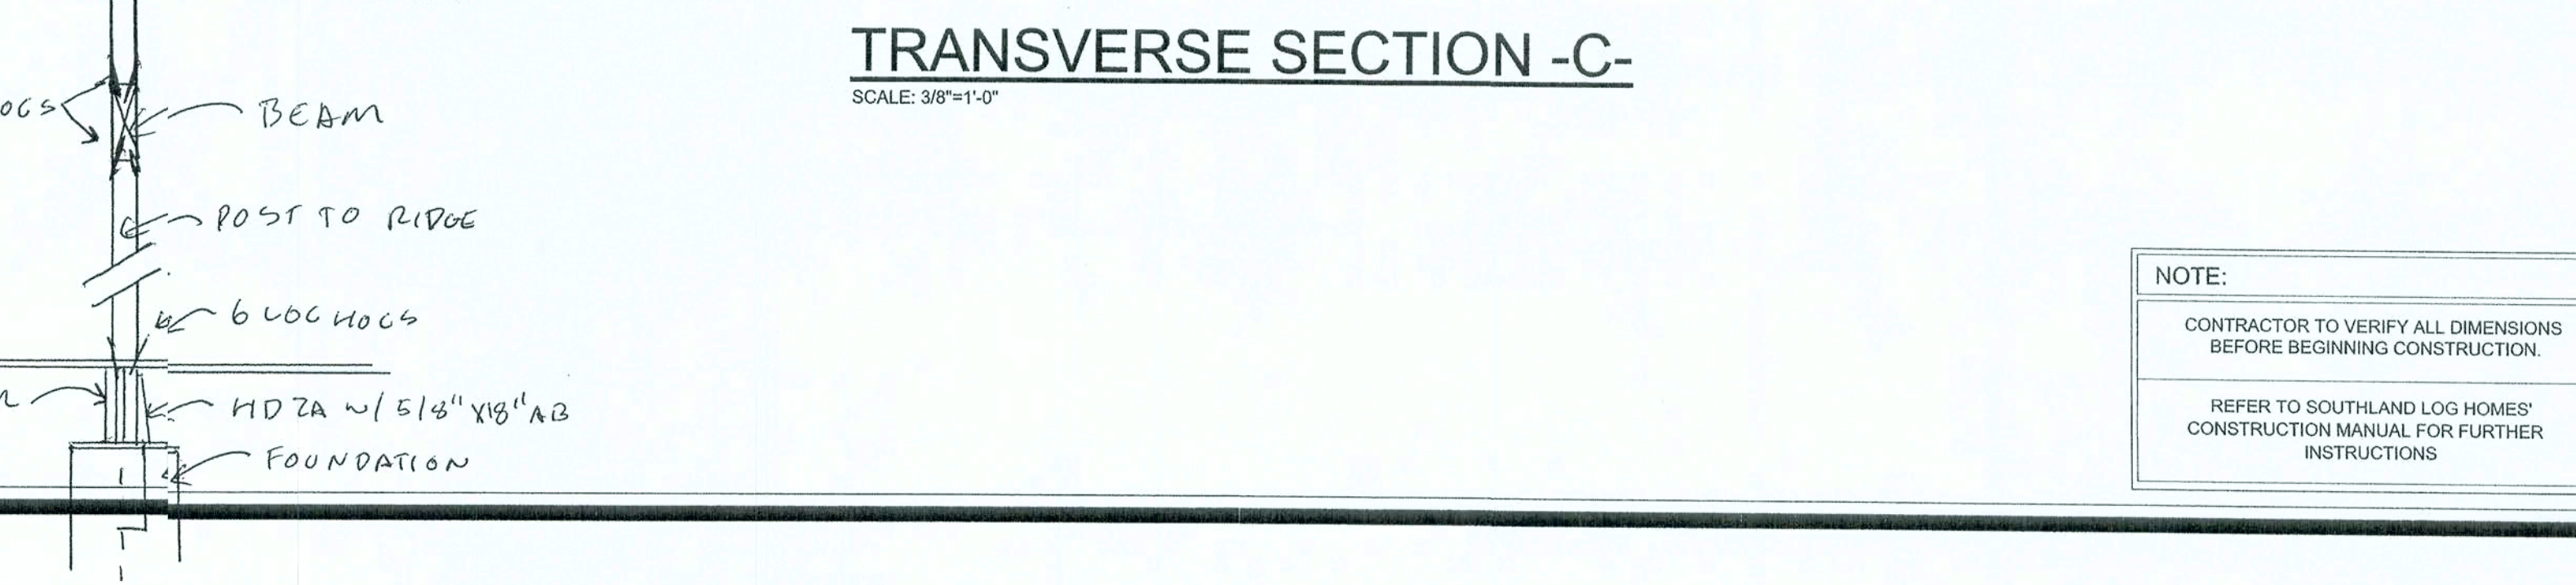 TRANSVERSE SECTION -C-
SCALE: 3/8"=1'-0"
OGS
BEAM
POST TO RIDGE
6 LOG HOGS
HD2A W/ 5/8" X18" AB
FOUNDATION
NOTE:
CONTRACTOR TO VERIFY ALL DIMENSIONS
BEFORE BEGINNING CONSTRUCTION.
REFER TO SOUTHLAND LOG HOMES'
CONSTRUCTION MANUAL FOR FURTHER
INSTRUCTIONS